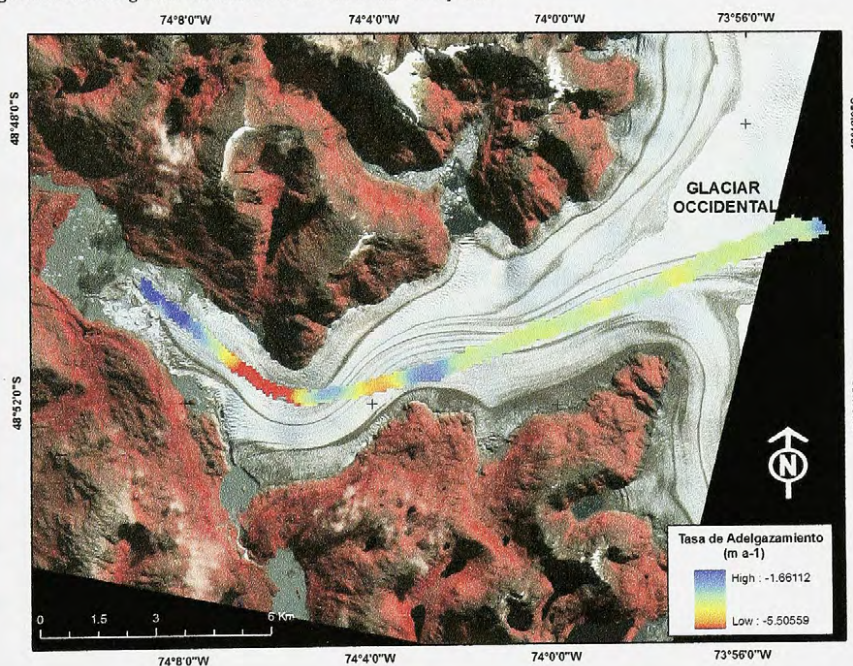 74°8'0"W 74°4'0"W 74°0'0"W 73°56'0"W
48°48'0"S
GLACIAR
OCCIDENTAL
48°52'0"S
N
Tasa de Adelgazamiento
(m a-1)
High : -1.66112
Low : -5.50559
0 1.5 3 6 Km
74°8'0"W 74°4'0"W 74°0'0"W 73°56'0"W